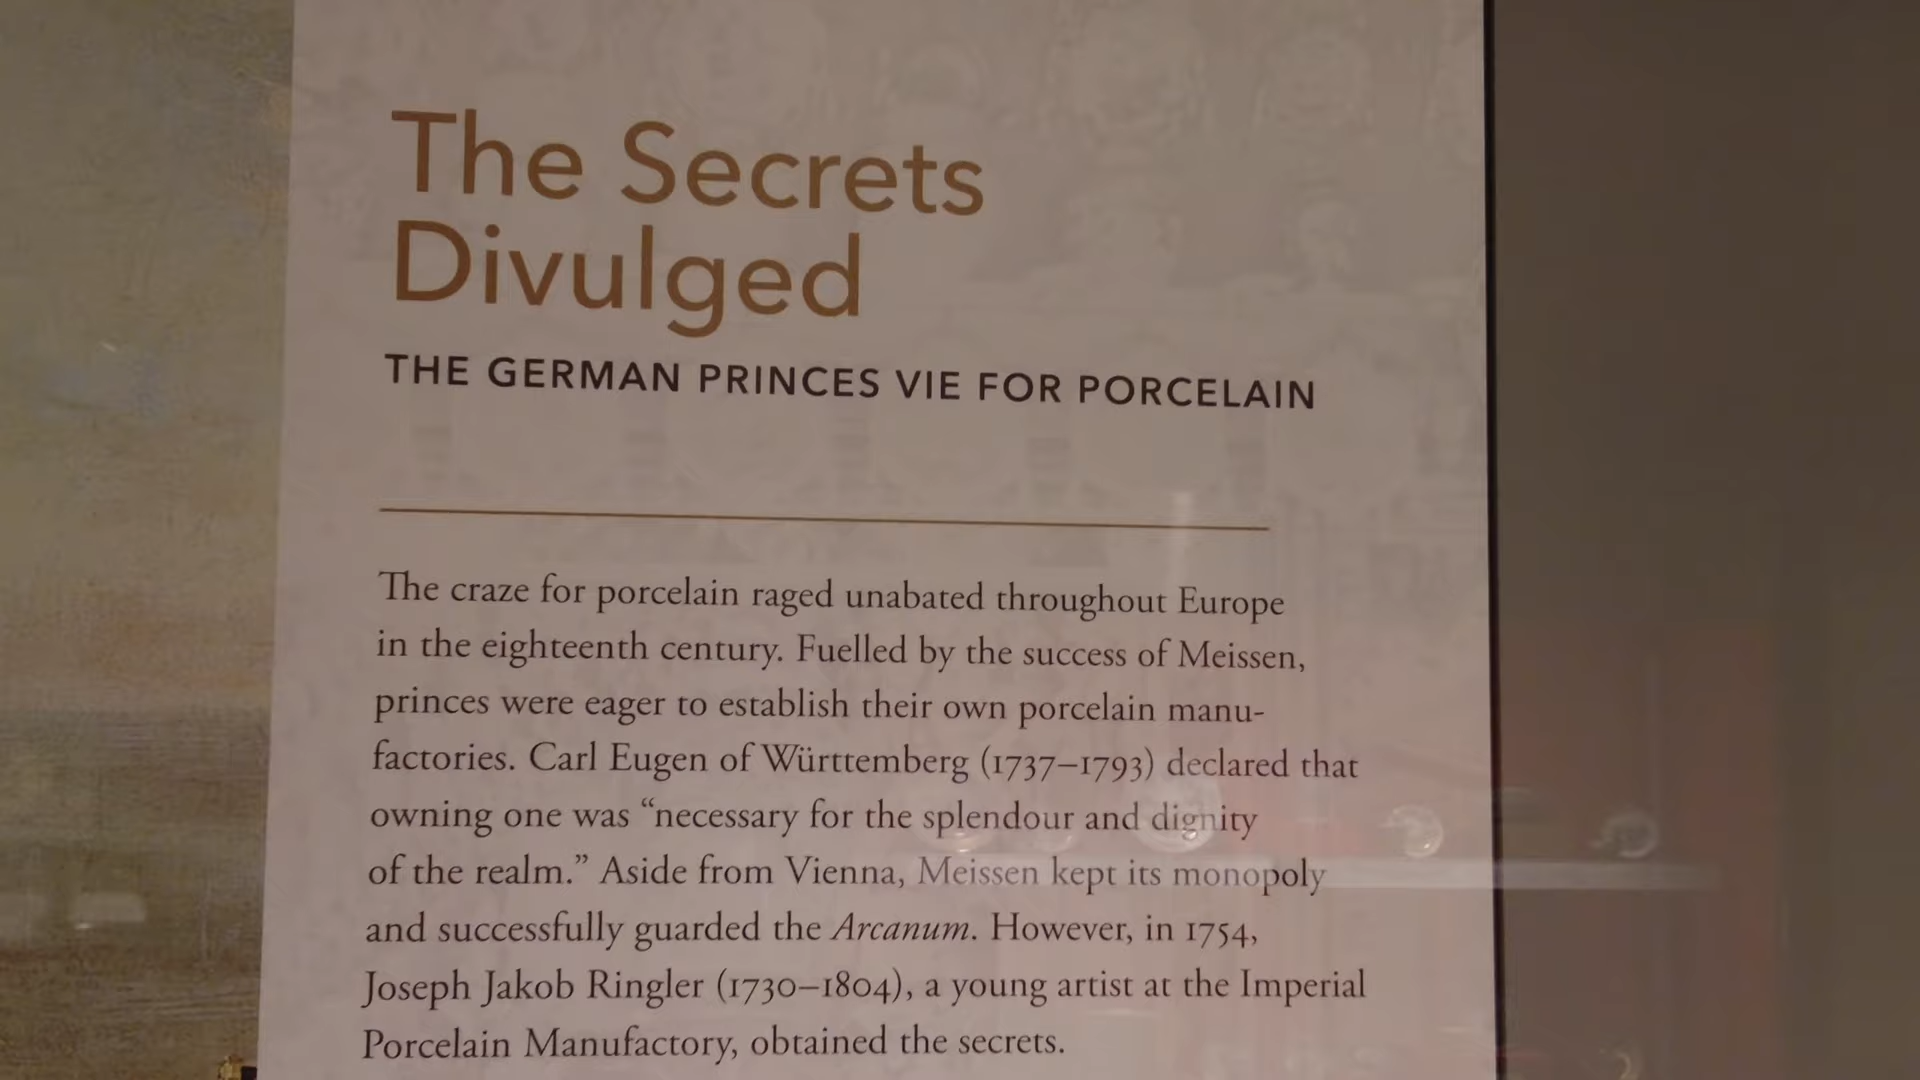 The Secrets
Divulged
THE GERMAN PRINCES VIE FOR PORCELAIN
The craze for porcelain raged unabated throughout Europe
in the eighteenth century. Fuelled by the success of Meissen,
princes were eager to establish their own porcelain manu-
factories. Carl Eugen of Württemberg (1737–1793) declared that
owning one was “necessary for the splendour and dignity
of the realm.” Aside from Vienna, Meissen kept its monopoly
and successfully guarded the Arcanum. However, in 1754,
Joseph Jakob Ringler (1730–1804), a young artist at the Imperial
Porcelain Manufactory, obtained the secrets.